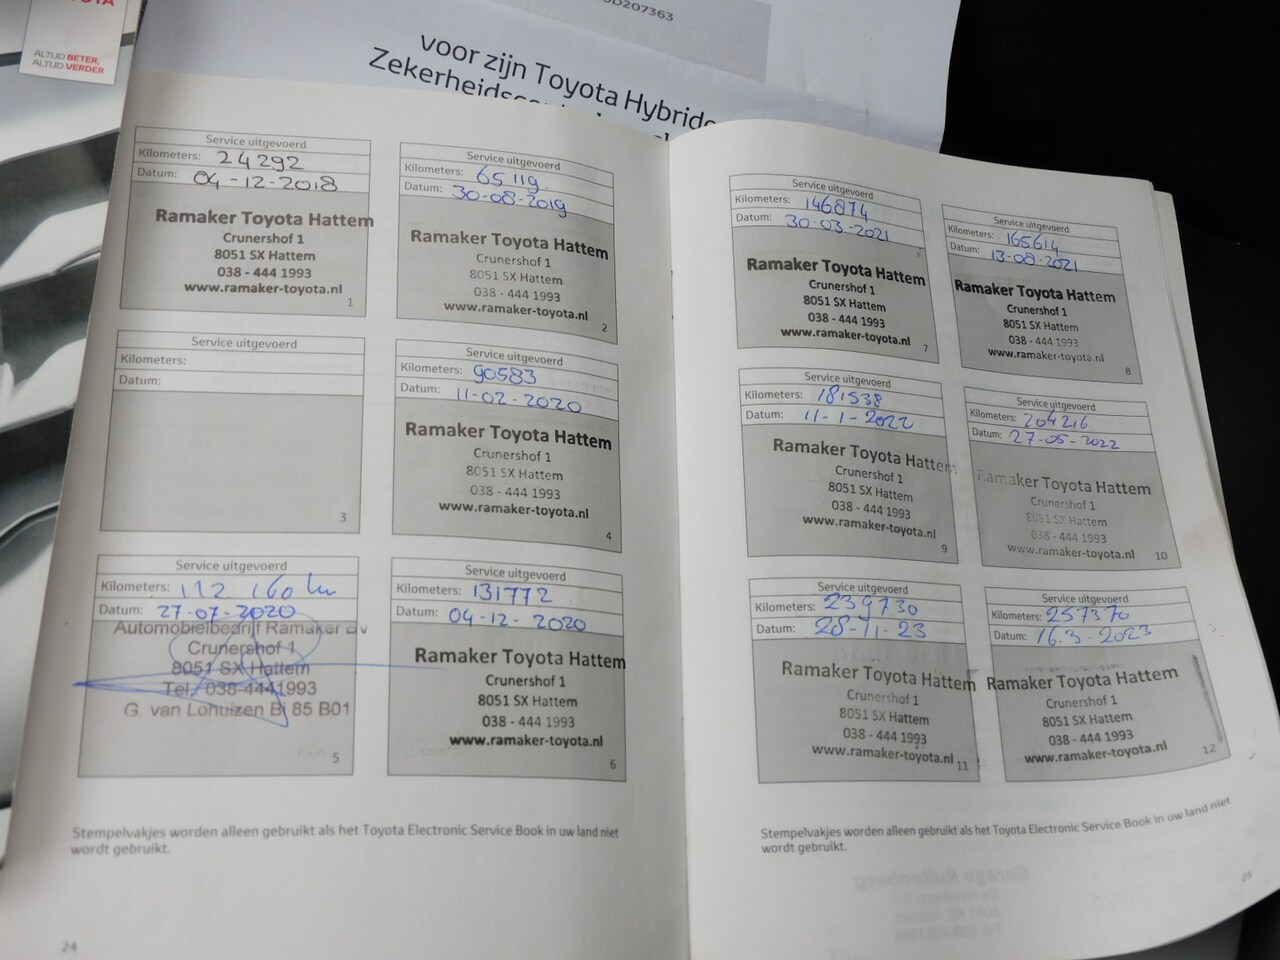 ALTIJD BETER,
ALTIJD VERDER
D207363
voor zijn Toyota Hybride
Service uitgevoerd
Kilometers: 24292
Datum: 04-12-2018
Ramaker Toyota Hattem
Crunershof 1
8051 SX Hattem
038 - 444 1993
www.ramaker-toyota.nl
1
Service uitgevoerd
Kilometers: 65119.
Datum: 30-08-2019
Ramaker Toyota Hattem
Crunershof 1
8051 SX Hattem
038 - 444 1993
www.ramaker-toyota.nl
2
Service uitgevoerd
Kilometers:
Datum:
3
Service uitgevoerd
Kilometers: 90583
Datum: 11-02-2020
Ramaker Toyota Hattem
Crunershof 1
8051 SX Hattem
038 - 444 1993
www.ramaker-toyota.nl
4
Service uitgevoerd
Kilometers: 112 160 km
Datum: 27-07-2020
Automobielbedrijf Ramaker BV
Crunershof 1
8051 SX Hattem
Tel. 038-4441993
G. van Lohuizen Bj 85 B01
5
Service uitgevoerd
Kilometers: 131772
Datum: 04-12-2020
Ramaker Toyota Hattem
Crunershof 1
8051 SX Hattem
038 - 444 1993
www.ramaker-toyota.nl
6
Stempelvakjes worden alleen gebruikt als het Toyota Electronic Service Book in uw land niet
wordt gebruikt.
24
Service uitgevoerd
Kilometers: 146874
Datum: 30-03-2021
Ramaker Toyota Hattem
Crunershof 1
8051 SX Hattem
038 - 444 1993
www.ramaker-toyota.nl
7
Service uitgevoerd
Kilometers: 165614
Datum: 13-08-2021
Ramaker Toyota Hattem
Crunershof 1
8051 SX Hattem
038 - 444 1993
www.ramaker-toyota.nl
8
Service uitgevoerd
Kilometers: 181538
Datum: 11-1-2022
Ramaker Toyota Hattem
Crunershof 1
8051 SX Hattem
038 - 444 1993
www.ramaker-toyota.nl
9
Service uitgevoerd
Kilometers: 204216
Datum: 27-05-2022
Ramaker Toyota Hattem
Crunershof 1
8051 SX Hattem
038 - 444 1993
www.ramaker-toyota.nl
10
Service uitgevoerd
Kilometers: 239730
Datum: 28-11-23
Ramaker Toyota Hattem
Crunershof 1
8051 SX Hattem
038 - 444 1993
www.ramaker-toyota.nl
11
Service uitgevoerd
Kilometers: 257370
Datum: 16.3-2023
Ramaker Toyota Hattem
Crunershof 1
8051 SX Hattem
038 - 444 1993
www.ramaker-toyota.nl
12
Stempelvakjes worden alleen gebruikt als het Toyota Electronic Service Book in uw land niet
wordt gebruikt.
25